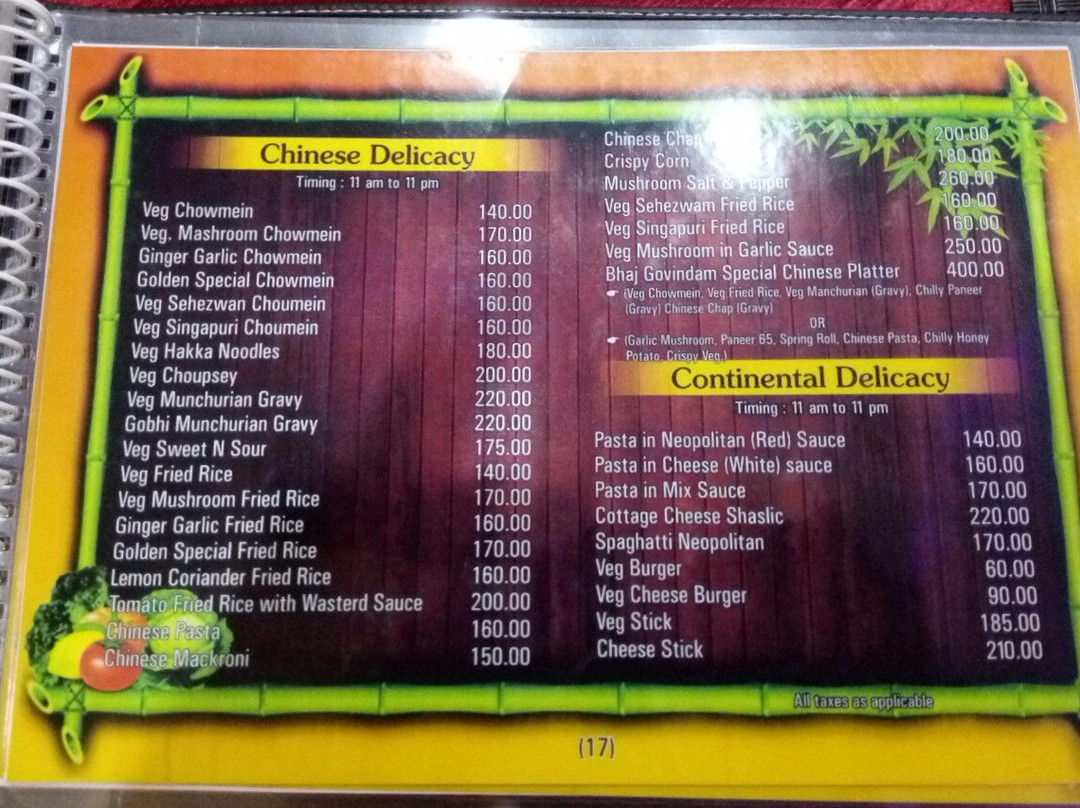 Chinese Delicacy
Timing : 11 am to 11 pm
Veg Chowmein 140.00
Veg. Mashroom Chowmein 170.00
Ginger Garlic Chowmein 160.00
Golden Special Chowmein 160.00
Veg Sehezwan Choumein 160.00
Veg Singapuri Choumein 160.00
Veg Hakka Noodles 180.00
Veg Choupsey 200.00
Veg Munchurian Gravy 220.00
Gobhi Munchurian Gravy 220.00
Veg Sweet N Sour 175.00
Veg Fried Rice 140.00
Veg Mushroom Fried Rice 170.00
Ginger Garlic Fried Rice 160.00
Golden Special Fried Rice 170.00
Lemon Coriander Fried Rice 160.00
Tomato Fried Rice with Wasterd Sauce 200.00
Chinese Pasta 160.00
Chinese Mackroni 150.00
Chinese Chap 200.00
Crispy Corn 180.00
Mushroom Salt & Pepper 260.00
Veg Sehezwam Fried Rice 160.00
Veg Singapuri Fried Rice 160.00
Veg Mushroom in Garlic Sauce 250.00
Bhaj Govindam Special Chinese Platter 400.00
(Veg Chowmein, Veg Fried Rice, Veg Manchurian (Gravy), Chilly Paneer
(Gravy) Chinese Chap (Gravy)
OR
(Garlic Mushroom, Paneer 65, Spring Roll, Chinese Pasta, Chilly Honey
Potato, Crispy Veg.)
Continental Delicacy
Timing : 11 am to 11 pm
Pasta in Neopolitan (Red) Sauce 140.00
Pasta in Cheese (White) sauce 160.00
Pasta in Mix Sauce 170.00
Cottage Cheese Shaslic 220.00
Spaghatti Neopolitan 170.00
Veg Burger 60.00
Veg Cheese Burger 90.00
Veg Stick 185.00
Cheese Stick 210.00
All taxes as applicable
(17)